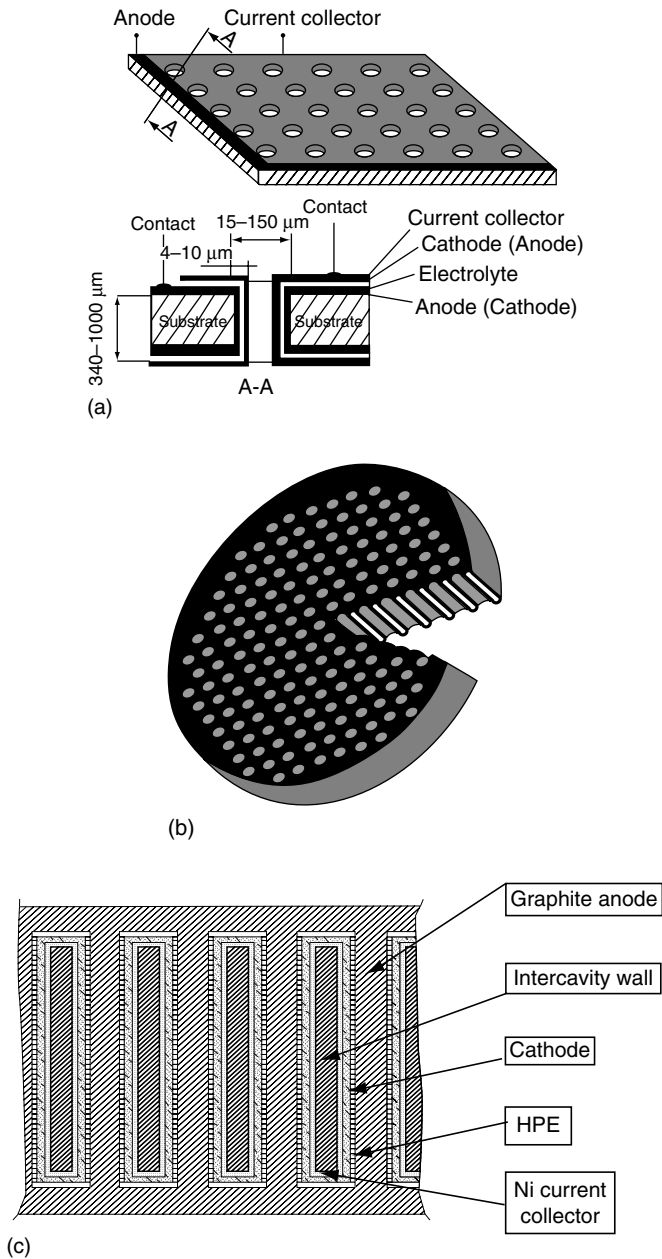 Anode
Current collector
A
A
Contact
15–150 μm
Contact
4–10 μm
Current collector
Cathode (Anode)
Electrolyte
Anode (Cathode)
340–1000 μm
Substrate
Substrate
A-A
(a)
(b)
Graphite anode
Intercavity wall
Cathode
HPE
Ni current
collector
(c)